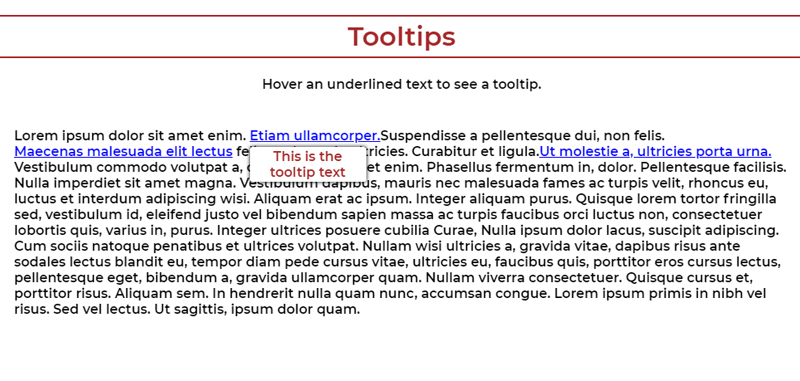 Tooltips
Hover an underlined text to see a tooltip.
Lorem ipsum dolor sit amet enim. Etiam ullamcorper.Suspendisse a pellentesque dui, non felis.
Maecenas malesuada elit lectus tricies. Curabitur et ligula.Ut molestie a, ultricies porta urna.
This is the
tooltip text
Vestibulum commodo volutpat a, et enim. Phasellus fermentum in, dolor. Pellentesque facilisis.
Nulla imperdiet sit amet magna. Vestibulum dapibus, mauris nec malesuada fames ac turpis velit, rhoncus eu,
luctus et interdum adipiscing wisi. Aliquam erat ac ipsum. Integer aliquam purus. Quisque lorem tortor fringilla
sed, vestibulum id, eleifend justo vel bibendum sapien massa ac turpis faucibus orci luctus non, consectetuer
lobortis quis, varius in, purus. Integer ultrices posuere cubilia Curae, Nulla ipsum dolor lacus, suscipit adipiscing.
Cum sociis natoque penatibus et ultrices volutpat. Nullam wisi ultricies a, gravida vitae, dapibus risus ante
sodales lectus blandit eu, tempor diam pede cursus vitae, ultricies eu, faucibus quis, porttitor eros cursus lectus,
pellentesque eget, bibendum a, gravida ullamcorper quam. Nullam viverra consectetuer. Quisque cursus et,
porttitor risus. Aliquam sem. In hendrerit nulla quam nunc, accumsan congue. Lorem ipsum primis in nibh vel
risus. Sed vel lectus. Ut sagittis, ipsum dolor quam.